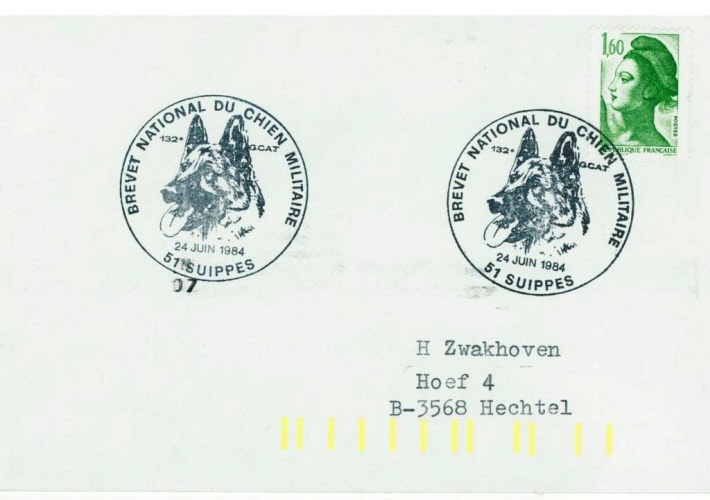 1,60
POSTES
PUBLIQUE FRANÇAISE
BREVET NATIONAL DU CHIEN MILITAIRE
132e GCAT
24 JUIN 1984
51 SUIPPES
07
BREVET NATIONAL DU CHIEN MILITAIRE
132e GCAT
24 JUIN 1984
51 SUIPPES
H Zwakhoven
Hoef 4
B-3568 Hechtel